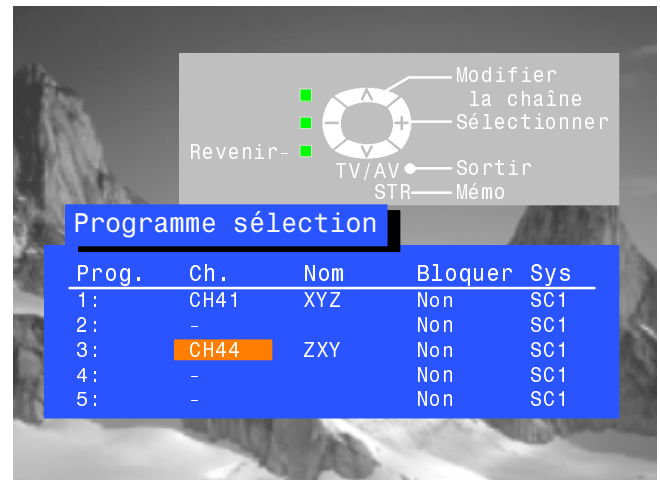 Modifier
la chaîne
Sélectionner
Revenir
TV/AV Sortir
STR Mémo
Programme sélection
Prog. Ch. Nom Bloquer Sys
1: CH41 XYZ Non SC1
2: - Non SC1
3: CH44 ZXY Non SC1
4: - Non SC1
5: - Non SC1